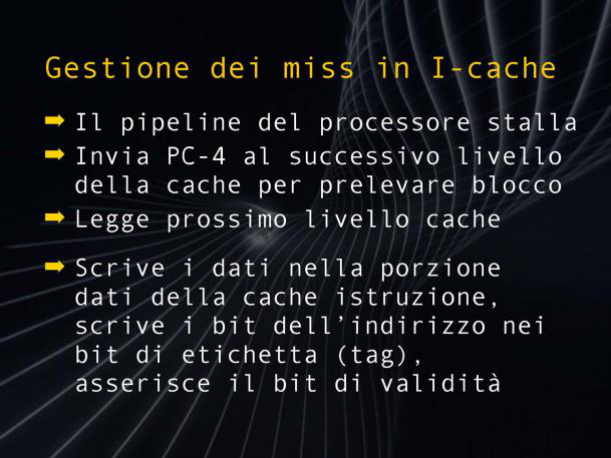 Gestione dei miss in I-cache
➡ Il pipeline del processore stalla
➡ Invia PC-4 al successivo livello
della cache per prelevare blocco
➡ Legge prossimo livello cache
➡ Scrive i dati nella porzione
dati della cache istruzione,
scrive i bit dell’indirizzo nei
bit di etichetta (tag),
asserisce il bit di validità